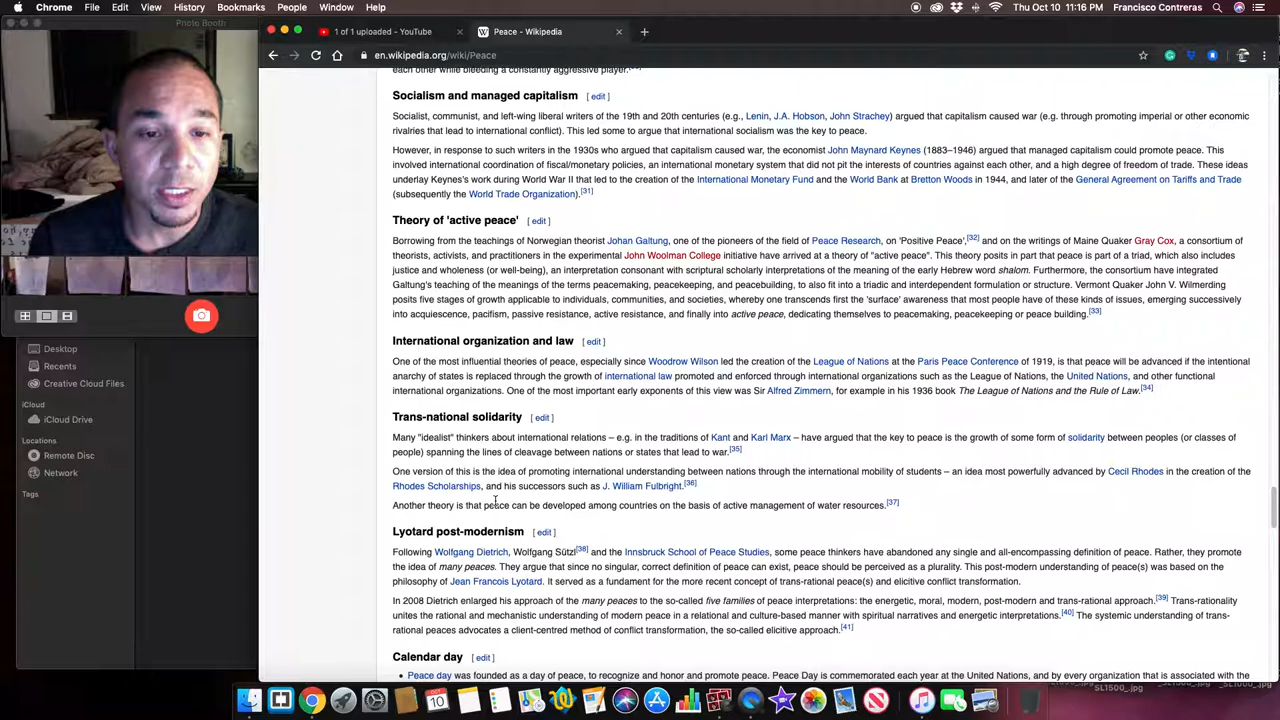 Chrome File Edit View History Bookmarks People Window Help Thu Oct 10 11:16 PM Francisco Contreras
Photo Booth
1 of 1 uploaded - YouTube
Peace - Wikipedia
en.wikipedia.org/wiki/Peace
each other while bleeding a constantly aggressive player.
Socialism and managed capitalism [ edit ]
Socialist, communist, and left-wing liberal writers of the 19th and 20th centuries (e.g., Lenin, J.A. Hobson, John Strachey) argued that capitalism caused war (e.g. through promoting imperial or other economic
rivalries that lead to international conflict). This led some to argue that international socialism was the key to peace.
However, in response to such writers in the 1930s who argued that capitalism caused war, the economist John Maynard Keynes (1883–1946) argued that managed capitalism could promote peace. This
involved international coordination of fiscal/monetary policies, an international monetary system that did not pit the interests of countries against each other, and a high degree of freedom of trade. These ideas
underlay Keynes's work during World War II that led to the creation of the International Monetary Fund and the World Bank at Bretton Woods in 1944, and later of the General Agreement on Tariffs and Trade
(subsequently the World Trade Organization).[31]
Theory of 'active peace' [ edit ]
Borrowing from the teachings of Norwegian theorist Johan Galtung, one of the pioneers of the field of Peace Research, on 'Positive Peace',[32] and on the writings of Maine Quaker Gray Cox, a consortium of
theorists, activists, and practitioners in the experimental John Woolman College initiative have arrived at a theory of "active peace". This theory posits in part that peace is part of a triad, which also includes
justice and wholeness (or well-being), an interpretation consonant with scriptural scholarly interpretations of the meaning of the early Hebrew word shalom. Furthermore, the consortium have integrated
Galtung's teaching of the meanings of the terms peacemaking, peacekeeping, and peacebuilding, to also fit into a triadic and interdependent formulation or structure. Vermont Quaker John V. Wilmerding
posits five stages of growth applicable to individuals, communities, and societies, whereby one transcends first the 'surface' awareness that most people have of these kinds of issues, emerging successively
into acquiescence, pacifism, passive resistance, active resistance, and finally into active peace, dedicating themselves to peacemaking, peacekeeping or peace building.[33]
International organization and law [ edit ]
One of the most influential theories of peace, especially since Woodrow Wilson led the creation of the League of Nations at the Paris Peace Conference of 1919, is that peace will be advanced if the intentional
anarchy of states is replaced through the growth of international law promoted and enforced through international organizations such as the League of Nations, the United Nations, and other functional
international organizations. One of the most important early exponents of this view was Sir Alfred Zimmern, for example in his 1936 book The League of Nations and the Rule of Law.[34]
Trans-national solidarity [ edit ]
Many "idealist" thinkers about international relations – e.g. in the traditions of Kant and Karl Marx – have argued that the key to peace is the growth of some form of solidarity between peoples (or classes of
people) spanning the lines of cleavage between nations or states that lead to war.[35]
One version of this is the idea of promoting international understanding between nations through the international mobility of students – an idea most powerfully advanced by Cecil Rhodes in the creation of the
Rhodes Scholarships, and his successors such as J. William Fulbright.[36]
Another theory is that peace can be developed among countries on the basis of active management of water resources.[37]
Lyotard post-modernism [ edit ]
Following Wolfgang Dietrich, Wolfgang Sützl[38] and the Innsbruck School of Peace Studies, some peace thinkers have abandoned any single and all-encompassing definition of peace. Rather, they promote
the idea of many peaces. They argue that since no singular, correct definition of peace can exist, peace should be perceived as a plurality. This post-modern understanding of peace(s) was based on the
philosophy of Jean Francois Lyotard. It served as a fundament for the more recent concept of trans-rational peace(s) and elicitive conflict transformation.
In 2008 Dietrich enlarged his approach of the many peaces to the so-called five families of peace interpretations: the energetic, moral, modern, post-modern and trans-rational approach.[39] Trans-rationality
unites the rational and mechanistic understanding of modern peace in a relational and culture-based manner with spiritual narratives and energetic interpretations.[40] The systemic understanding of trans-
rational peaces advocates a client-centred method of conflict transformation, the so-called elicitive approach.[41]
Calendar day [ edit ]
Peace day was founded as a day of peace, to recognize and honor and promote peace. Peace Day is commemorated each year at the United Nations, and by every organization that is associated with the
Desktop
Recents
Creative Cloud Files
iCloud
iCloud Drive
Locations
Remote Disc
Network
Tags
10